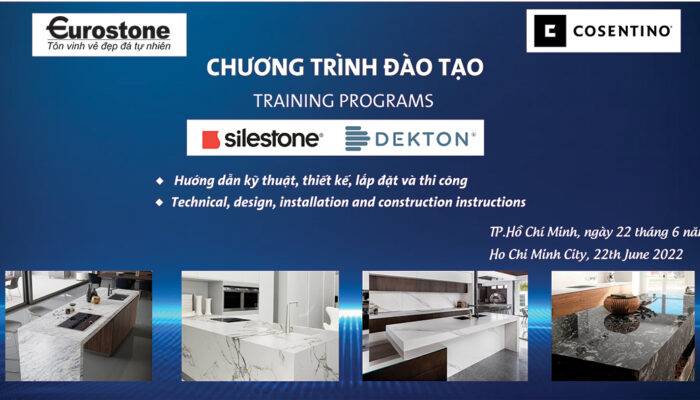 Eurostone
Tôn vinh vẻ đẹp đá tự nhiên
COSENTINO®
CHƯƠNG TRÌNH ĐÀO TẠO
TRAINING PROGRAMS
silestone®
DEKTON®
Hướng dẫn kỹ thuật, thiết kế, lắp đặt và thi công
Technical, design, installation and construction instructions
TP.Hồ Chí Minh, ngày 22 tháng 6 nă
Ho Chi Minh City, 22th June 2022